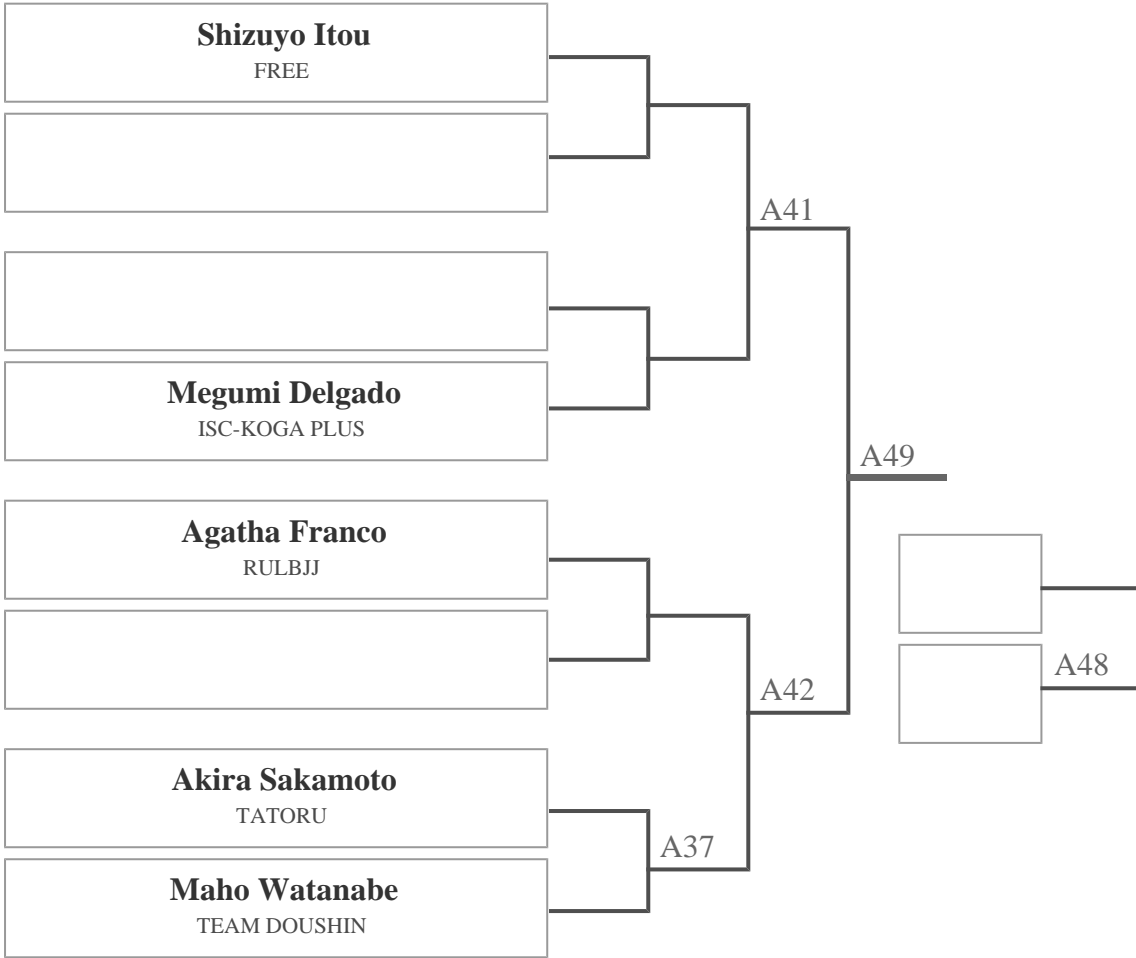 Shizuyo Itou
FREE
A41
Megumi Delgado
ISC-KOGA PLUS
A49
Agatha Franco
RULBJJ
A48
A42
Akira Sakamoto
TATORU
A37
Maho Watanabe
TEAM DOUSHIN